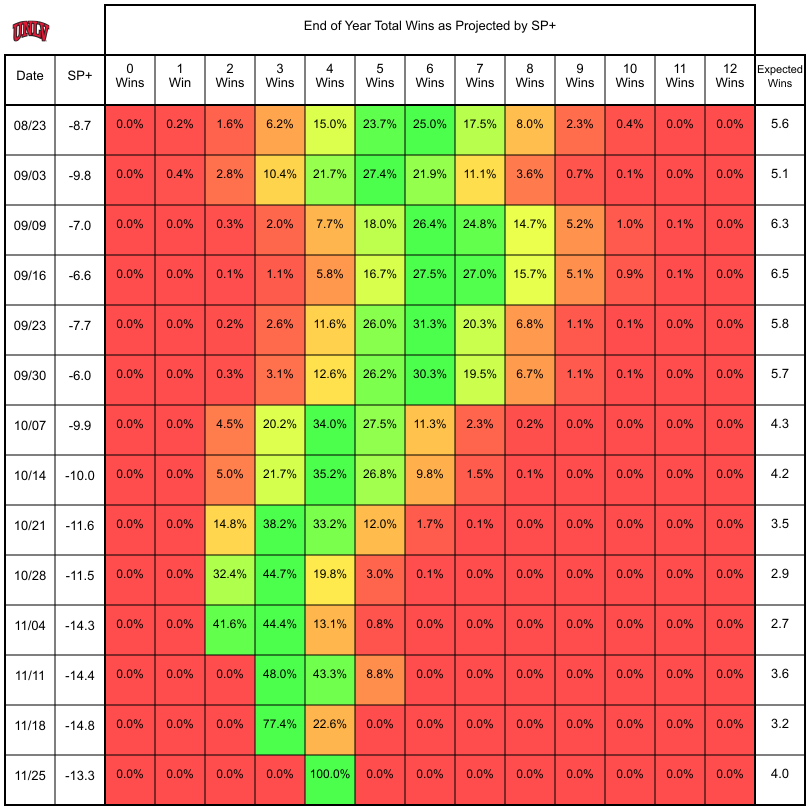 UNLV
End of Year Total Wins as Projected by SP+
Date SP+ 0 Wins 1 Win 2 Wins 3 Wins 4 Wins 5 Wins 6 Wins 7 Wins 8 Wins 9 Wins 10 Wins 11 Wins 12 Wins Expected Wins
08/23 -8.7 0.0% 0.2% 1.6% 6.2% 15.0% 23.7% 25.0% 17.5% 8.0% 2.3% 0.4% 0.0% 0.0% 5.6
09/03 -9.8 0.0% 0.4% 2.8% 10.4% 21.7% 27.4% 21.9% 11.1% 3.6% 0.7% 0.1% 0.0% 0.0% 5.1
09/09 -7.0 0.0% 0.0% 0.3% 2.0% 7.7% 18.0% 26.4% 24.8% 14.7% 5.2% 1.0% 0.1% 0.0% 6.3
09/16 -6.6 0.0% 0.0% 0.1% 1.1% 5.8% 16.7% 27.5% 27.0% 15.7% 5.1% 0.9% 0.1% 0.0% 6.5
09/23 -7.7 0.0% 0.0% 0.2% 2.6% 11.6% 26.0% 31.3% 20.3% 6.8% 1.1% 0.1% 0.0% 0.0% 5.8
09/30 -6.0 0.0% 0.0% 0.3% 3.1% 12.6% 26.2% 30.3% 19.5% 6.7% 1.1% 0.1% 0.0% 0.0% 5.7
10/07 -9.9 0.0% 0.0% 4.5% 20.2% 34.0% 27.5% 11.3% 2.3% 0.2% 0.0% 0.0% 0.0% 0.0% 4.3
10/14 -10.0 0.0% 0.0% 5.0% 21.7% 35.2% 26.8% 9.8% 1.5% 0.1% 0.0% 0.0% 0.0% 0.0% 4.2
10/21 -11.6 0.0% 0.0% 14.8% 38.2% 33.2% 12.0% 1.7% 0.1% 0.0% 0.0% 0.0% 0.0% 0.0% 3.5
10/28 -11.5 0.0% 0.0% 32.4% 44.7% 19.8% 3.0% 0.1% 0.0% 0.0% 0.0% 0.0% 0.0% 0.0% 2.9
11/04 -14.3 0.0% 0.0% 41.6% 44.4% 13.1% 0.8% 0.0% 0.0% 0.0% 0.0% 0.0% 0.0% 0.0% 2.7
11/11 -14.4 0.0% 0.0% 0.0% 48.0% 43.3% 8.8% 0.0% 0.0% 0.0% 0.0% 0.0% 0.0% 0.0% 3.6
11/18 -14.8 0.0% 0.0% 0.0% 77.4% 22.6% 0.0% 0.0% 0.0% 0.0% 0.0% 0.0% 0.0% 0.0% 3.2
11/25 -13.3 0.0% 0.0% 0.0% 0.0% 100.0% 0.0% 0.0% 0.0% 0.0% 0.0% 0.0% 0.0% 0.0% 4.0